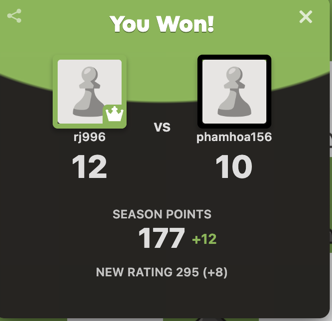 You Won!
vs
rj996
phamhoa156
12
10
SEASON POINTS
177 +12
NEW RATING 295 (+8)